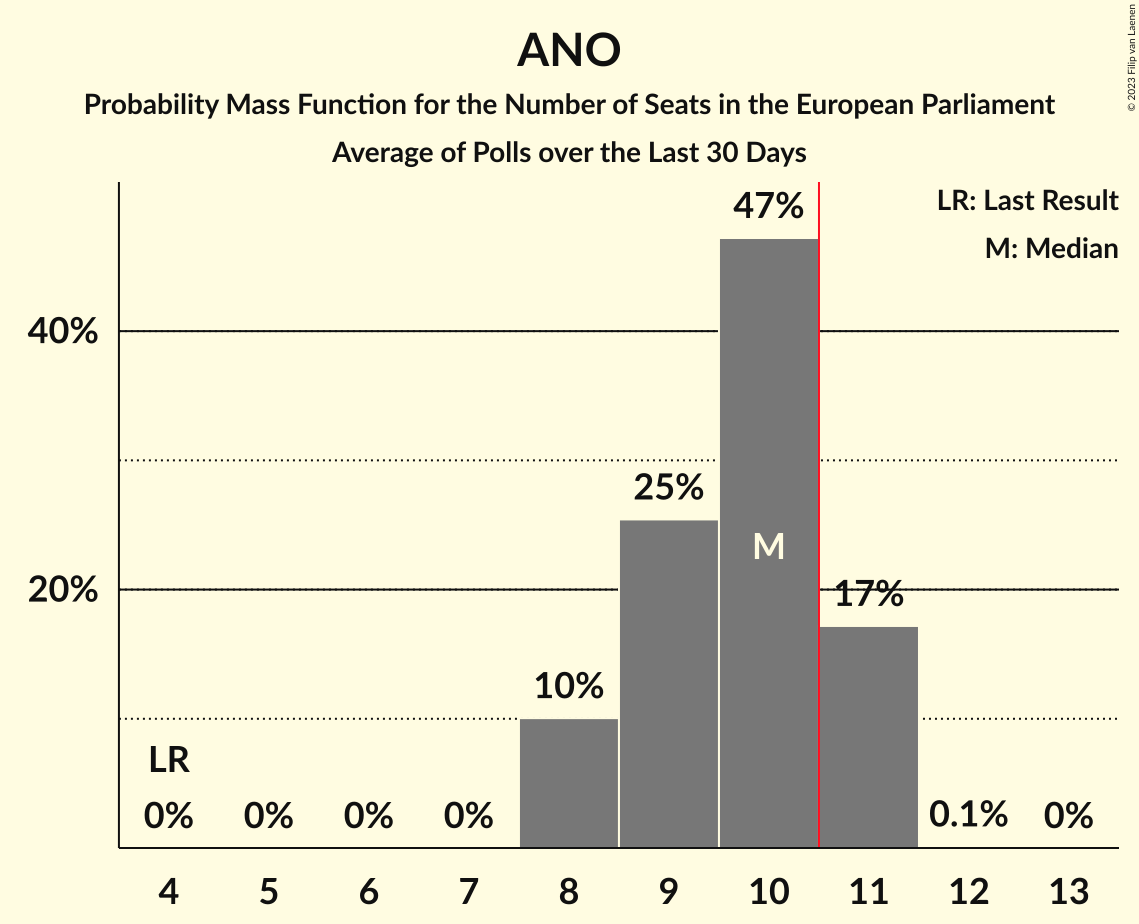 ANO
Probability Mass Function for the Number of Seats in the European Parliament
Average of Polls over the Last 30 Days
© 2023 Filip van Laenen
LR: Last Result
M: Median
47%
40%
25%
M
20%
17%
10%
LR
0% 0% 0% 0% 0.1% 0%
4 5 6 7 8 9 10 11 12 13